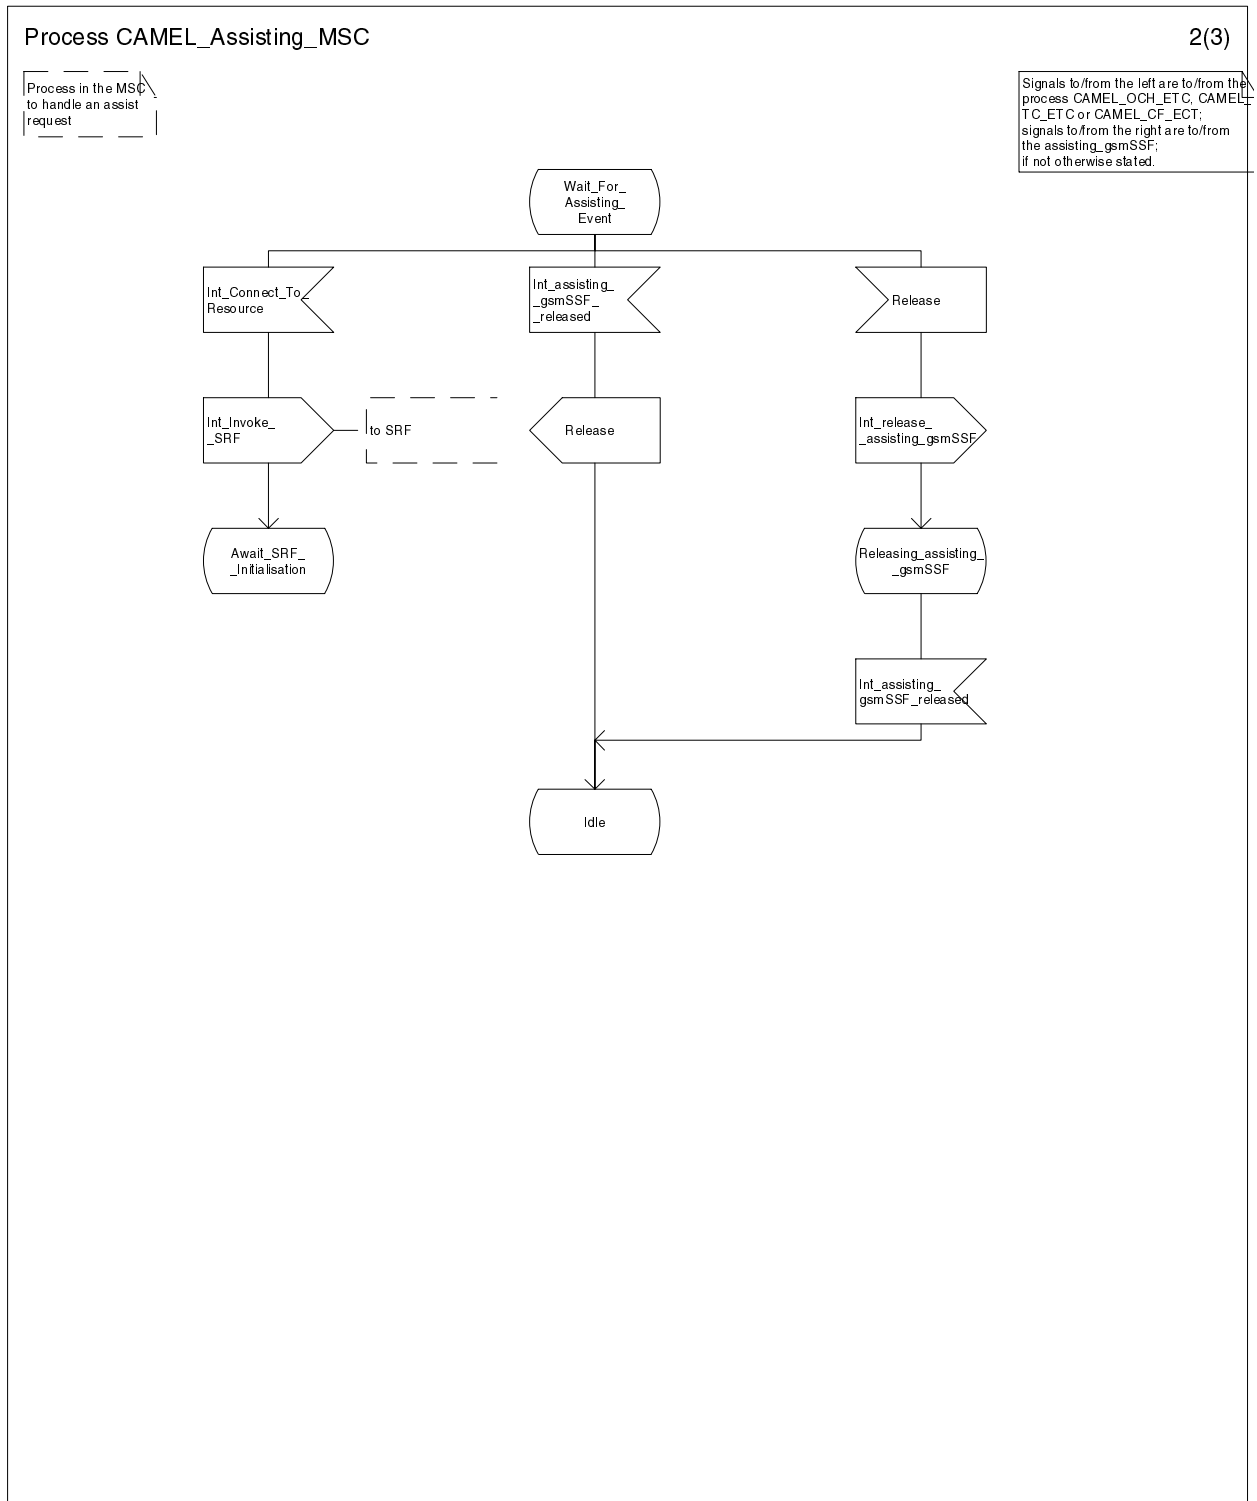 Process CAMEL_Assisting_MSC
2(3)
Process in the MSC
to handle an assist
request
Signals to/from the left are to/from the
process CAMEL_OCH_ETC, CAMEL_
TC_ETC or CAMEL_CF_ECT;
signals to/from the right are to/from
the assisting_gsmSSF;
if not otherwise stated.
Wait_For_
Assisting_
Event
Int_Connect_To_
Resource
Int_assisting_
_gsmSSF_
_released
Release
Int_Invoke_
_SRF
to SRF
Release
Int_release_
_assisting_gsmSSF
Await_SRF_
_Initialisation
Releasing_assisting_
_gsmSSF
Int_assisting_
gsmSSF_released
Idle